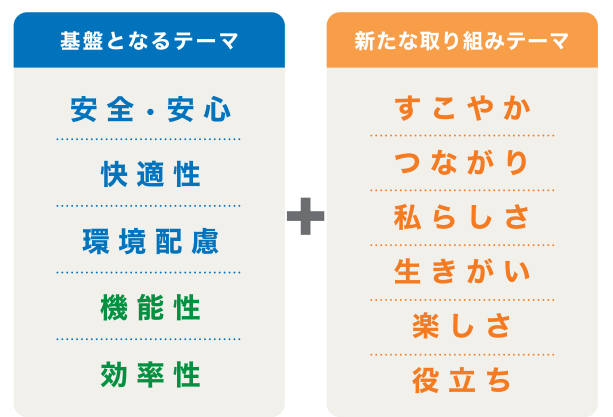 基盤となるテーマ
安全・安心
快適性
環境配慮
機能性
効率性
+
新たな取り組みテーマ
すこやか
つながり
私らしさ
生きがい
楽しさ
役立ち